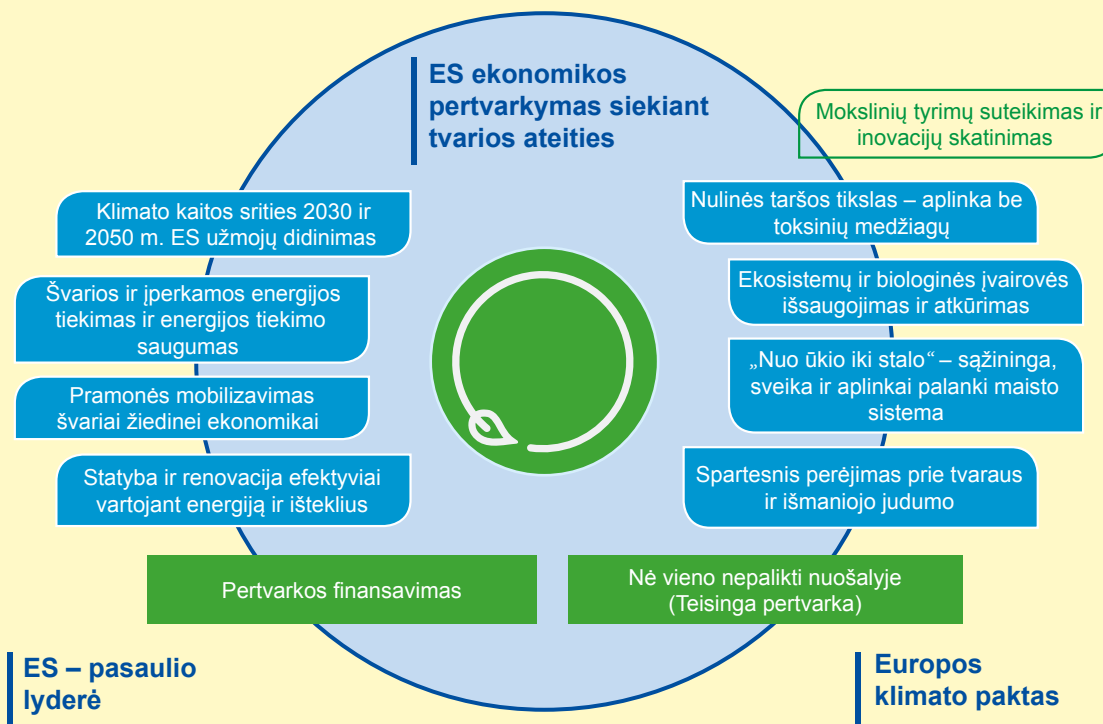 ES ekonomikos
pertvarkymas siekiant
tvarios ateities
Mokslinių tyrimų suteikimas ir
inovacijų skatinimas
Klimato kaitos srities 2030 ir
2050 m. ES užmojų didinimas
Švarios ir įperkamos energijos
tiekimas ir energijos tiekimo
saugumas
Pramonės mobilizavimas
švariai žiedinei ekonomikai
Statyba ir renovacija efektyviai
vartojant energiją ir išteklius
Nulinės taršos tikslas – aplinka be
toksinių medžiagų
Ekosistemų ir biologinės įvairovės
išsaugojimas ir atkūrimas
„Nuo ūkio iki stalo“ – sąžininga,
sveika ir aplinkai palanki maisto
sistema
Spartesnis perėjimas prie tvaraus
ir išmaniojo judumo
Pertvarkos finansavimas
Nė vieno nepalikti nuošalyje
(Teisinga pertvarka)
ES – pasaulio
lyderė
Europos
klimato paktas